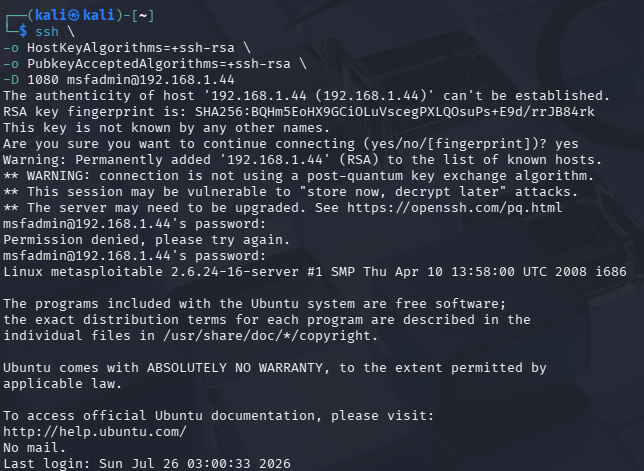 ┌──(kali㉿kali)-[~]
└─$ ssh \
-o HostKeyAlgorithms=+ssh-rsa \
-o PubkeyAcceptedAlgorithms=+ssh-rsa \
-D 1080 msfadmin@192.168.1.44
The authenticity of host '192.168.1.44 (192.168.1.44)' can't be established.
RSA key fingerprint is: SHA256:BQHm5EoHX9GCiOLuVscegPXLQOsuPs+E9d/rrJB84rk
This key is not known by any other names.
Are you sure you want to continue connecting (yes/no/[fingerprint])? yes
Warning: Permanently added '192.168.1.44' (RSA) to the list of known hosts.
** WARNING: connection is not using a post-quantum key exchange algorithm.
** This session may be vulnerable to "store now, decrypt later" attacks.
** The server may need to be upgraded. See https://openssh.com/pq.html
msfadmin@192.168.1.44's password:
Permission denied, please try again.
msfadmin@192.168.1.44's password:
Linux metasploitable 2.6.24-16-server #1 SMP Thu Apr 10 13:58:00 UTC 2008 i686

The programs included with the Ubuntu system are free software;
the exact distribution terms for each program are described in the
individual files in /usr/share/doc/*/copyright.

Ubuntu comes with ABSOLUTELY NO WARRANTY, to the extent permitted by
applicable law.

To access official Ubuntu documentation, please visit:
http://help.ubuntu.com/
No mail.
Last login: Sun Jul 26 03:00:33 2026